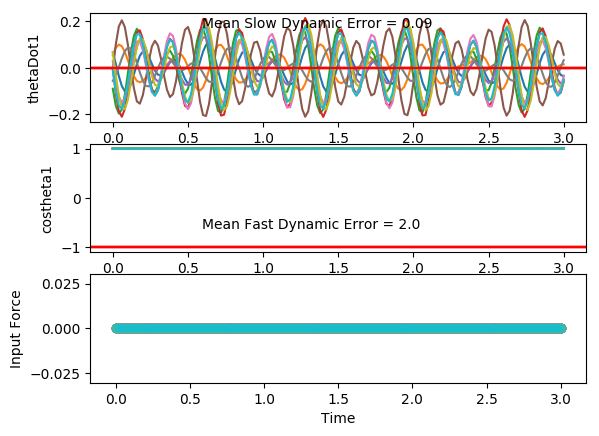 Mean Slow Dynamic Error = 0.09
thetaDot1
0.2
0.0
−0.2
0.0 0.5 1.0 1.5 2.0 2.5 3.0
costheta1
1
0
−1
Mean Fast Dynamic Error = 2.0
0.0 0.5 1.0 1.5 2.0 2.5 3.0
Input Force
0.025
0.000
−0.025
0.0 0.5 1.0 1.5 2.0 2.5 3.0
Time